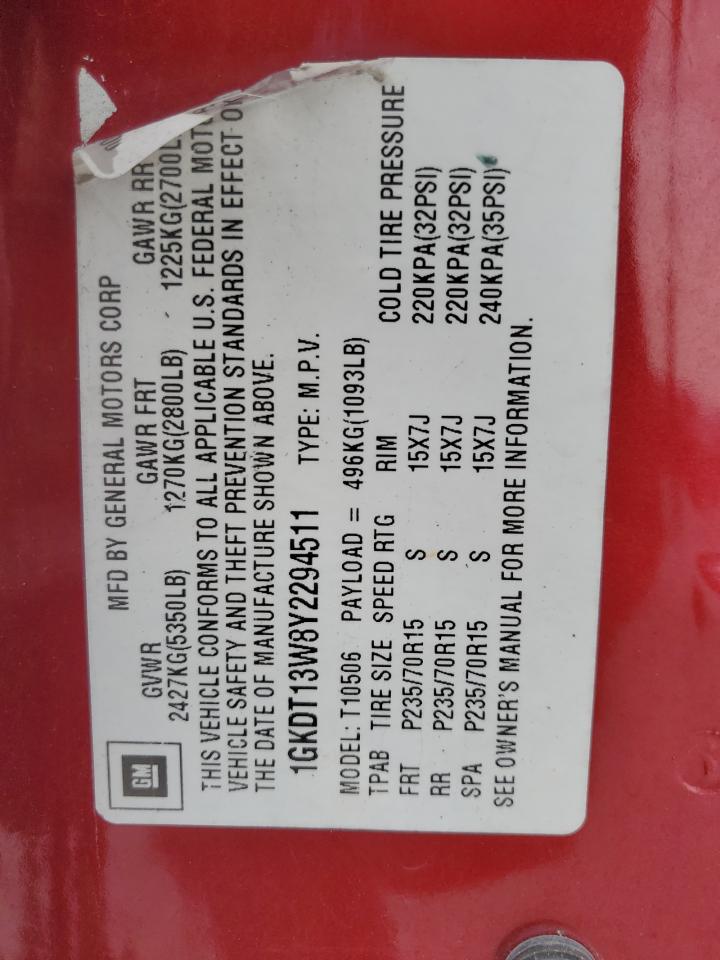 GM
MFD BY GENERAL MOTORS CORP
GVWR GAWR FRT GAWR RR
2427KG(5350LB) 1270KG(2800LB) 1225KG(2700L
THIS VEHICLE CONFORMS TO ALL APPLICABLE U.S. FEDERAL MOT
VEHICLE SAFETY AND THEFT PREVENTION STANDARDS IN EFFECT O
THE DATE OF MANUFACTURE SHOWN ABOVE.
1GKDT13W8Y2294511 TYPE: M.P.V.
MODEL: T10506 PAYLOAD = 496KG(1093LB)
TPAB TIRE SIZE SPEED RTG RIM COLD TIRE PRESSURE
FRT P235/70R15 S 15X7J 220KPA(32PSI)
RR P235/70R15 S 15X7J 220KPA(32PSI)
SPA P235/70R15 S 15X7J 240KPA(35PSI)
SEE OWNER'S MANUAL FOR MORE INFORMATION.